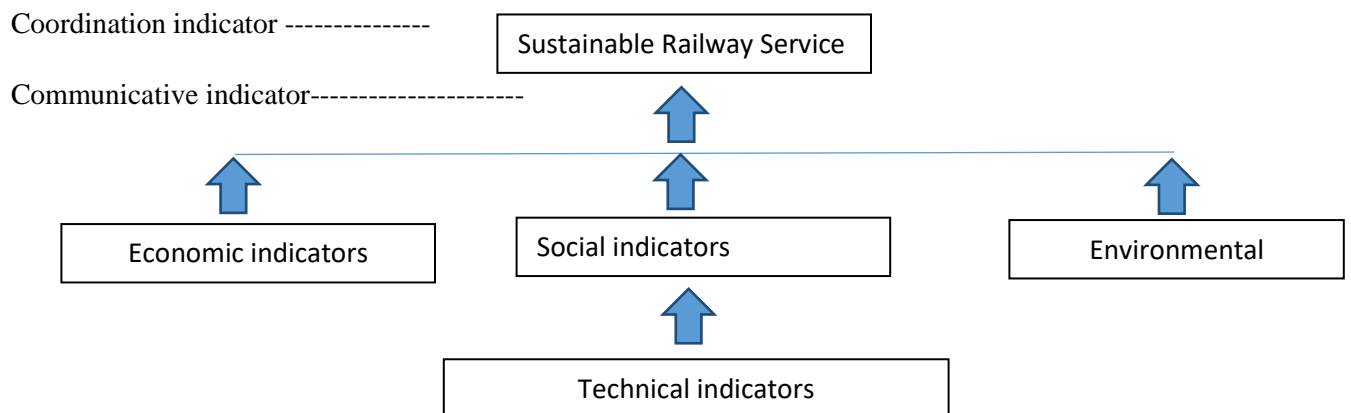 Coordination indicator ---------------
Sustainable Railway Service
Communicative indicator----------------------
Economic indicators
Social indicators
Environmental
Technical indicators